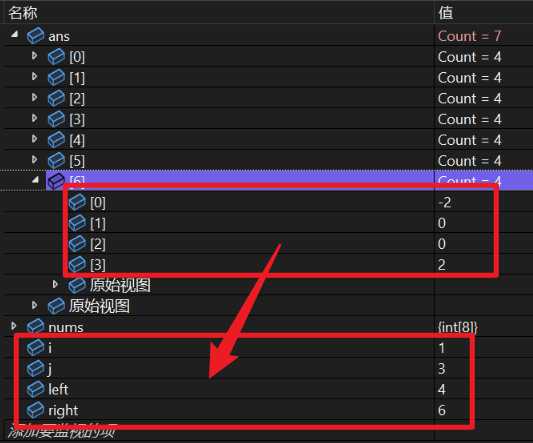 名称 值
ans Count = 7
[0] Count = 4
[1] Count = 4
[2] Count = 4
[3] Count = 4
[4] Count = 4
[5] Count = 4
[6] Count = 4
[0] -2
[1] 0
[2] 0
[3] 2
原始视图
原始视图
nums {int[8]}
i 1
j 3
left 4
right 6
添加要监视的项